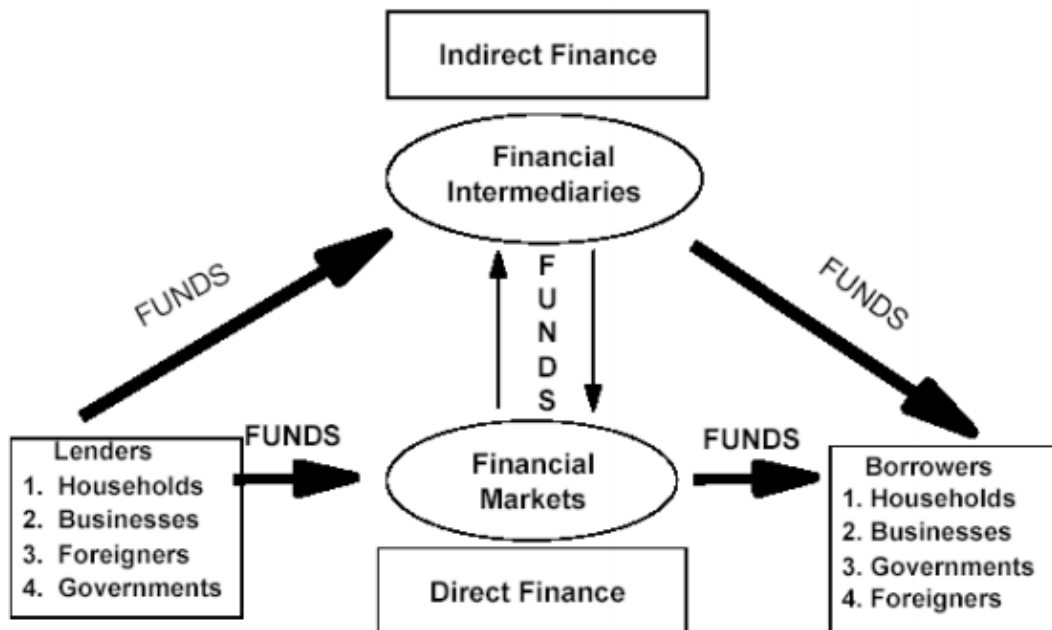 Indirect Finance
Financial
Intermediaries
FUNDS
FUNDS
FUNDS
Lenders
1. Households
2. Businesses
3. Foreigners
4. Governments
FUNDS
Financial
Markets
FUNDS
Borrowers
1. Households
2. Businesses
3. Governments
4. Foreigners
Direct Finance